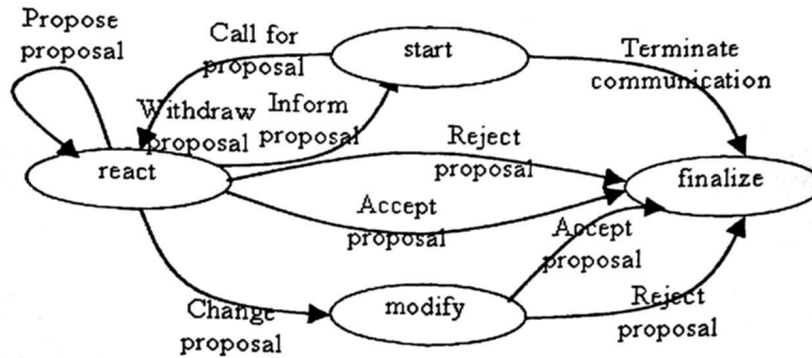 Propose
proposal
Call for
proposal
start
Terminate
communication
Withdraw
proposal
Inform
proposal
react
Reject
proposal
finalize
Accept
proposal
Accept
proposal
Change
proposal
modify
Reject
proposal